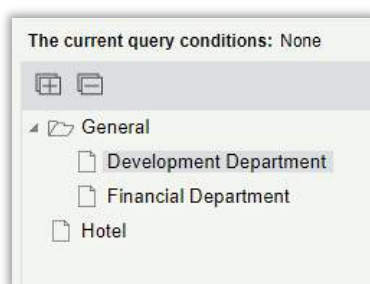 The current query conditions: None
General
Development Department
Financial Department
Hotel